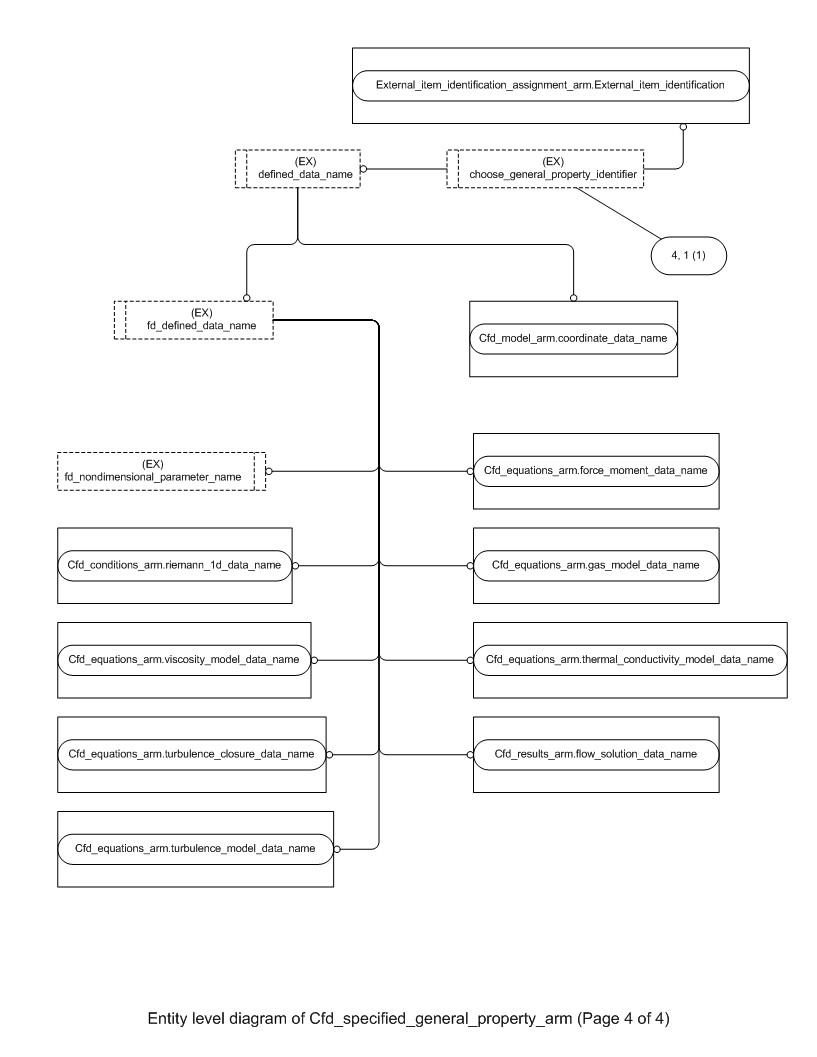 External_item_identification_assignment_arm.External_item_identification
(EX)
defined_data_name
(EX)
choose_general_property_identifier
4, 1 (1)
(EX)
fd_defined_data_name
Cfd_model_arm.coordinate_data_name
(EX)
fd_nondimensional_parameter_name
Cfd_equations_arm.force_moment_data_name
Cfd_conditions_arm.riemann_1d_data_name
Cfd_equations_arm.gas_model_data_name
Cfd_equations_arm.viscosity_model_data_name
Cfd_equations_arm.thermal_conductivity_model_data_name
Cfd_equations_arm.turbulence_closure_data_name
Cfd_results_arm.flow_solution_data_name
Cfd_equations_arm.turbulence_model_data_name
Entity level diagram of Cfd_specified_general_property_arm (Page 4 of 4)